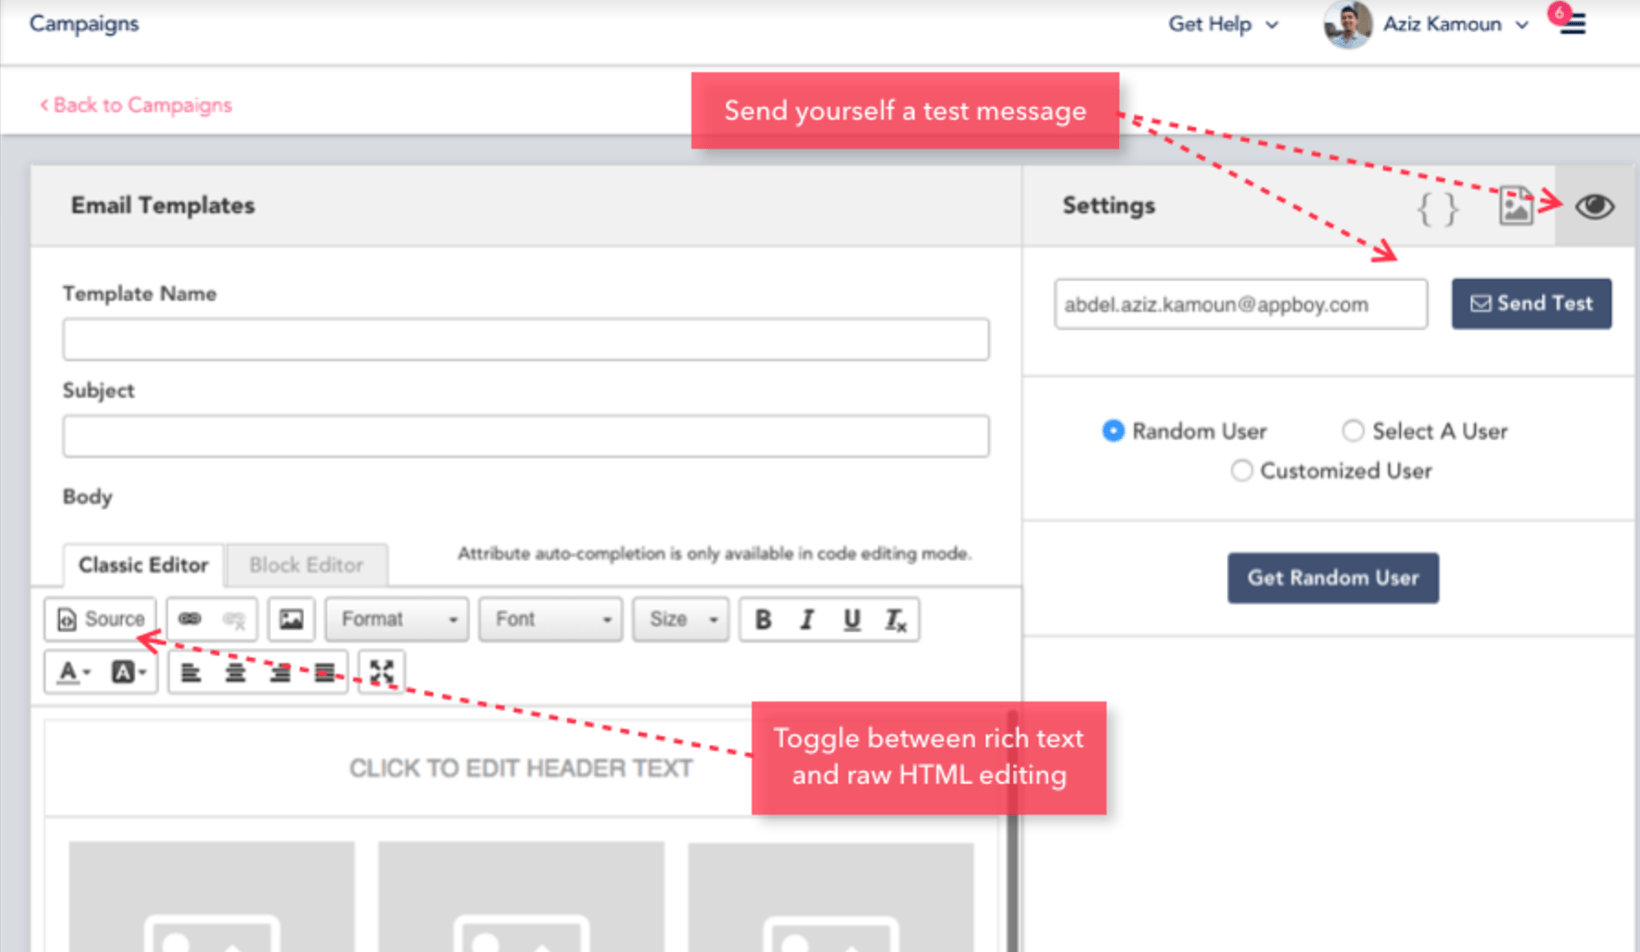 Campaigns
Get Help
Aziz Kamoun
6
Back to Campaigns
Send yourself a test message
Email Templates
Settings
{ }
Template Name
abdel.aziz.kamoun@appboy.com
Send Test
Subject
Random User
Select A User
Customized User
Body
Classic Editor
Block Editor
Attribute auto-completion is only available in code editing mode.
Get Random User
Source
Format
Font
Size
B I U Tx
A A
Toggle between rich text
and raw HTML editing
CLICK TO EDIT HEADER TEXT